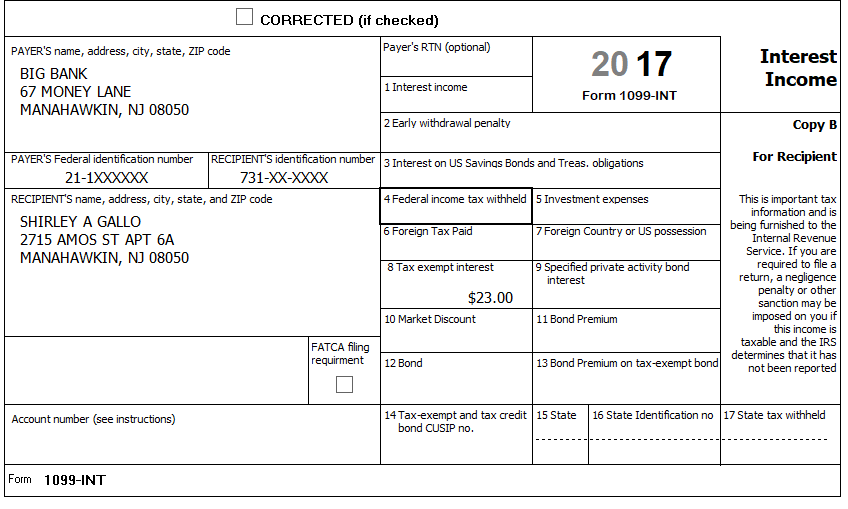 CORRECTED (if checked)
PAYER'S name, address, city, state, ZIP code
BIG BANK
67 MONEY LANE
MANAHAWKIN, NJ 08050
Payer's RTN (optional)
1 Interest income
2017
Form 1099-INT
Interest
Income
2 Early withdrawal penalty
Copy B
For Recipient
PAYER'S Federal identification number
21-1XXXXXX
RECIPIENT'S identification number
731-XX-XXXX
3 Interest on US Savings Bonds and Treas. obligations
RECIPIENT'S name, address, city, state, and ZIP code
SHIRLEY A GALLO
2715 AMOS ST APT 6A
MANAHAWKIN, NJ 08050
4 Federal income tax withheld
5 Investment expenses
6 Foreign Tax Paid
7 Foreign Country or US possession
8 Tax exempt interest
$23.00
9 Specified private activity bond
interest
10 Market Discount
11 Bond Premium
This is important tax
information and is
being furnished to the
Internal Revenue
Service. If you are
required to file a
return, a negligence
penalty or other
sanction may be
imposed on you if
this income is
taxable and the IRS
determines that it has
not been reported
FATCA filing
requirment
12 Bond
13 Bond Premium on tax-exempt bond
Account number (see instructions)
14 Tax-exempt and tax credit
bond CUSIP no.
15 State
16 State Identification no
17 State tax withheld
Form 1099-INT